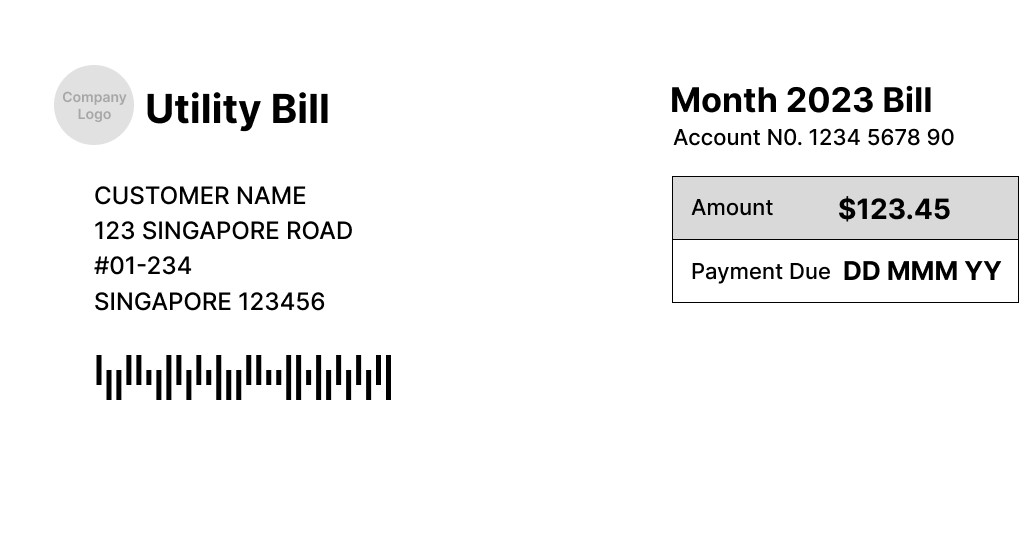 Company
Logo
Utility Bill
CUSTOMER NAME
123 SINGAPORE ROAD
#01-234
SINGAPORE 123456
Month 2023 Bill
Account N0. 1234 5678 90
Amount $123.45
Payment Due DD MMM YY